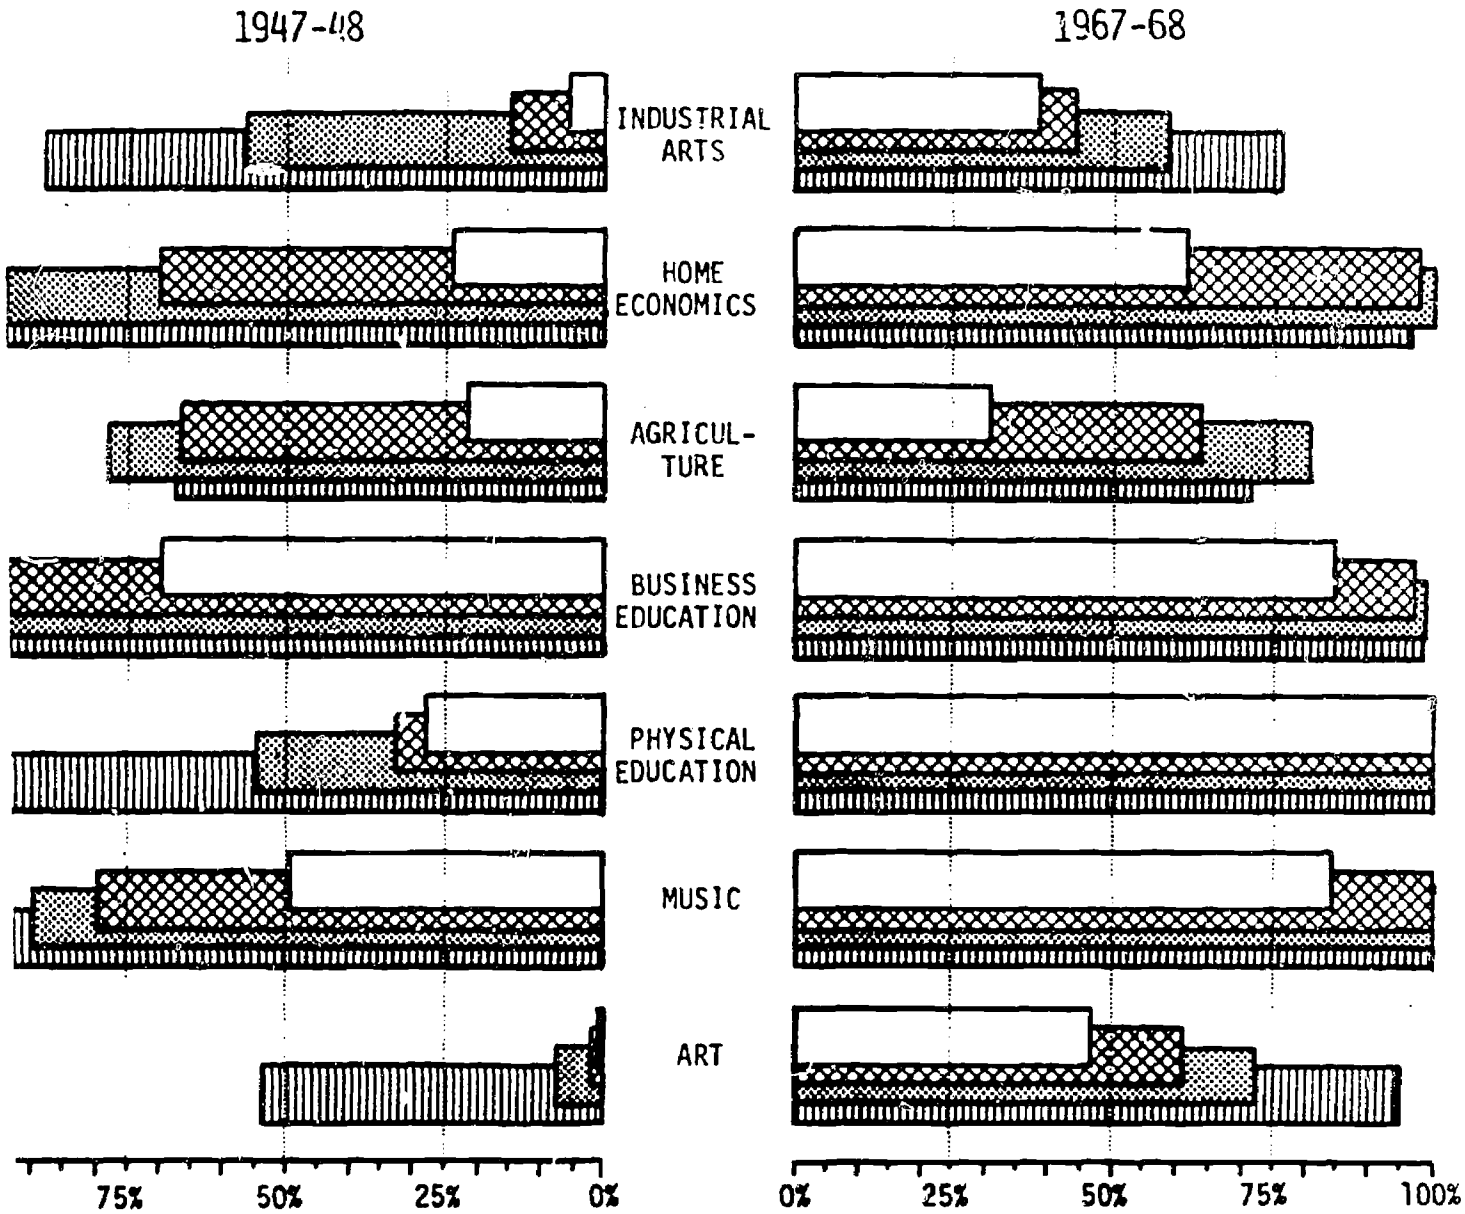 1947-48
1967-68
INDUSTRIAL
ARTS
HOME
ECONOMICS
AGRICUL-
TURE
BUSINESS
EDUCATION
PHYSICAL
EDUCATION
MUSIC
ART
75% 50% 25% 0%
0% 25% 50% 75% 100%